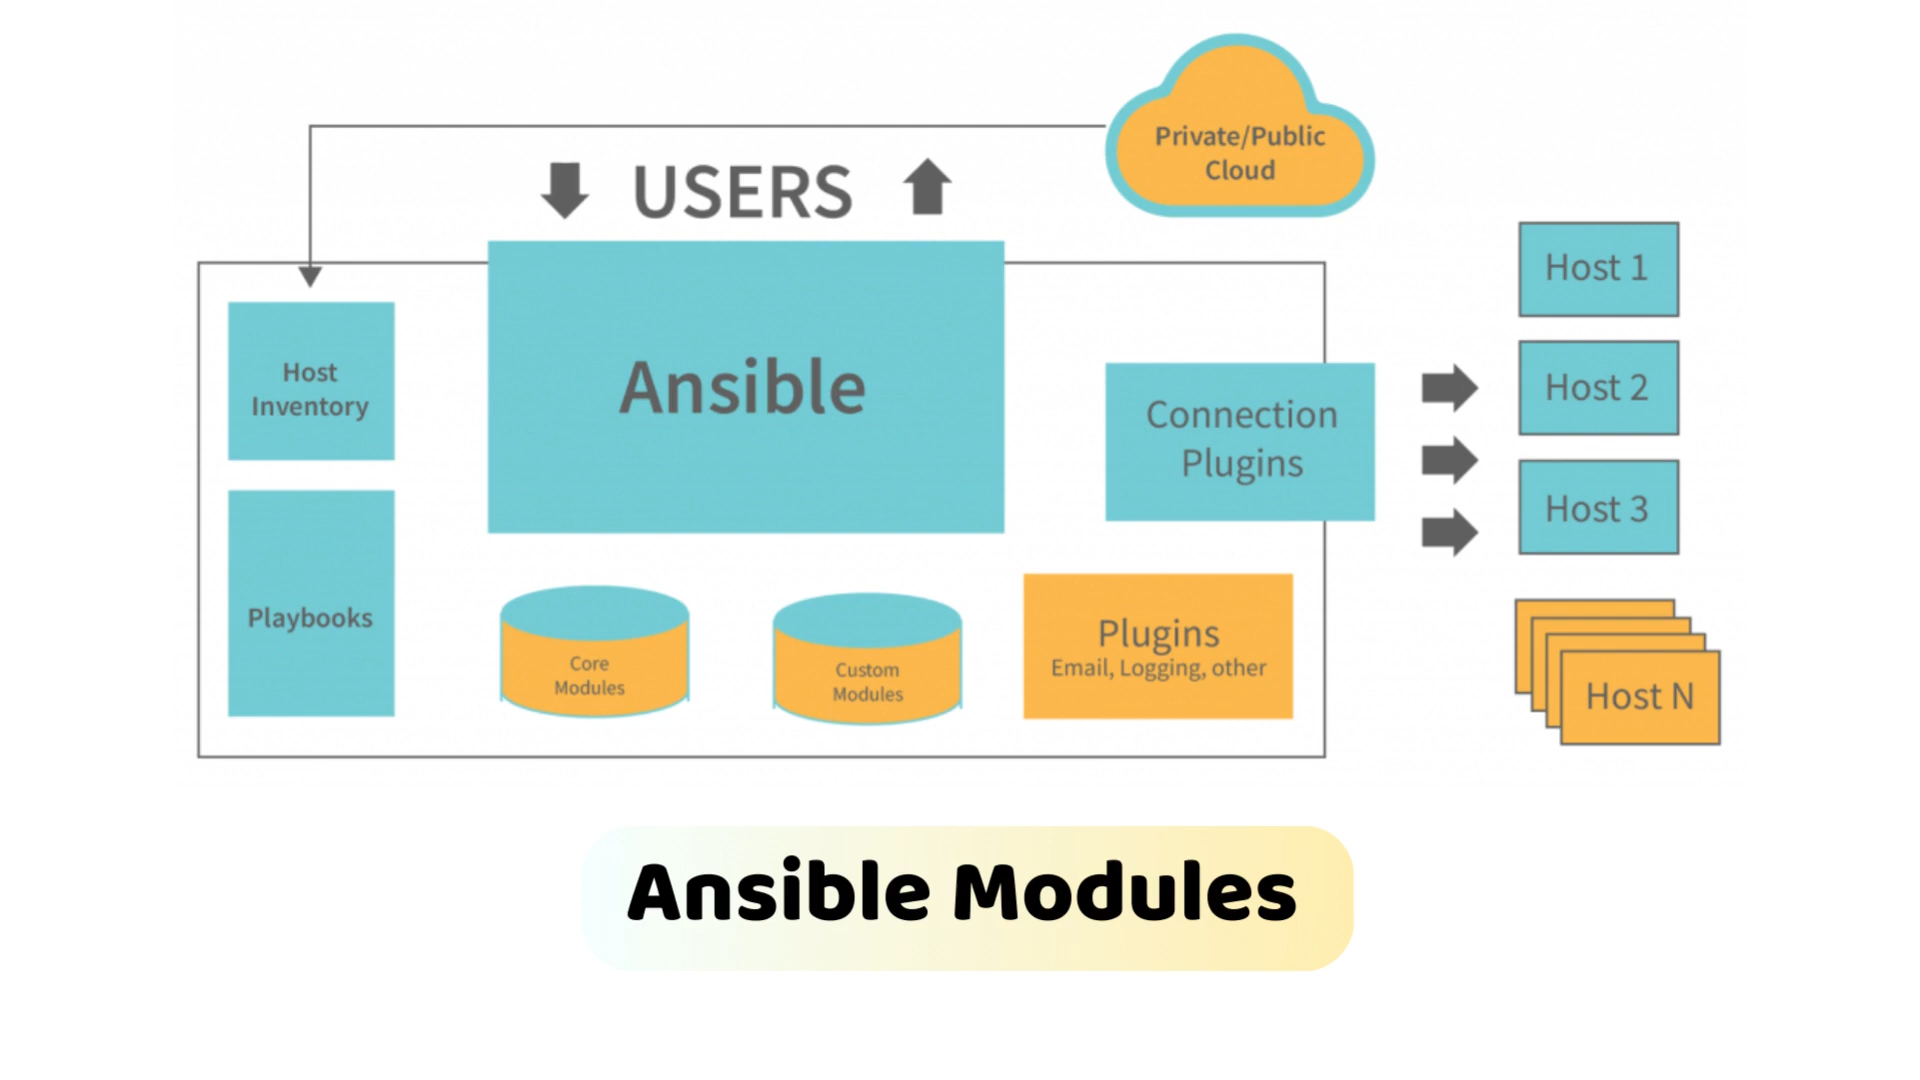 Private/Public
Cloud
USERS
Ansible
Host
Inventory
Playbooks
Core
Modules
Custom
Modules
Connection
Plugins
Plugins
Email, Logging, other
Host 1
Host 2
Host 3
Host N
Ansible Modules